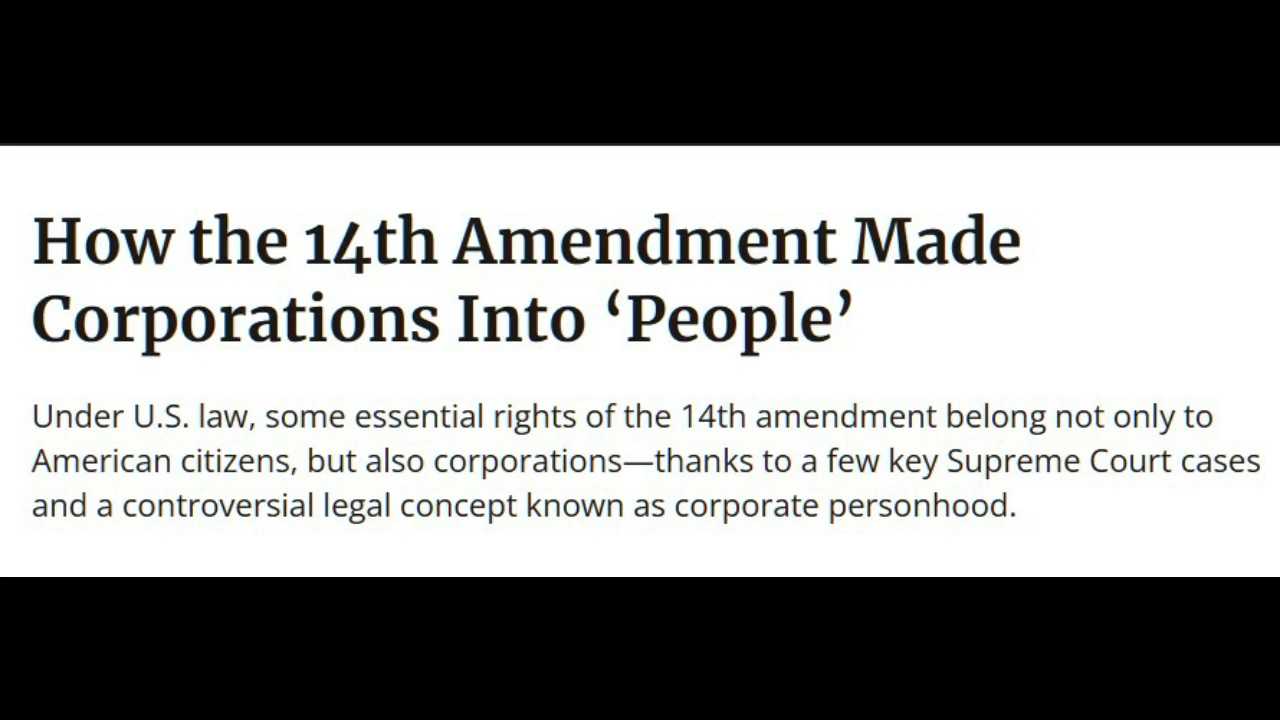 How the 14th Amendment Made
Corporations Into ‘People’
Under U.S. law, some essential rights of the 14th amendment belong not only to
American citizens, but also corporations—thanks to a few key Supreme Court cases
and a controversial legal concept known as corporate personhood.